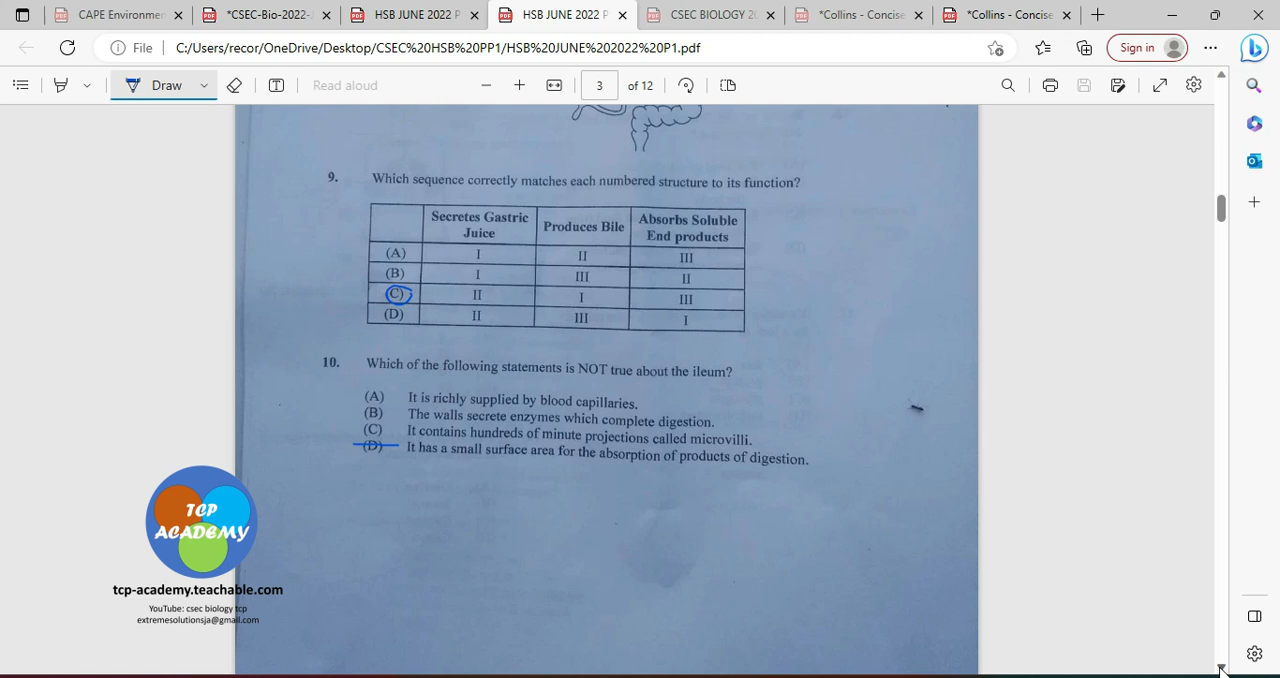 CAPE Environmen
*CSEC-Bio-2022-
HSB JUNE 2022 P
HSB JUNE 2022 P
CSEC BIOLOGY 20
*Collins - Concise
*Collins - Concise
File
C:/Users/recor/OneDrive/Desktop/CSEC%20HSB%20PP1/HSB%20JUNE%202022%20P1.pdf
Sign in
Draw
Read aloud
3 of 12
9. Which sequence correctly matches each numbered structure to its function?
Secretes Gastric Juice Produces Bile Absorbs Soluble End products
(A) I II III
(B) I III II
(C) II I III
(D) II III I
10. Which of the following statements is NOT true about the ileum?
(A) It is richly supplied by blood capillaries.
(B) The walls secrete enzymes which complete digestion.
(C) It contains hundreds of minute projections called microvilli.
(D) It has a small surface area for the absorption of products of digestion.
TCP
ACADEMY
tcp-academy.teachable.com
YouTube: csec biology tcp
extremesolutionsja@gmail.com